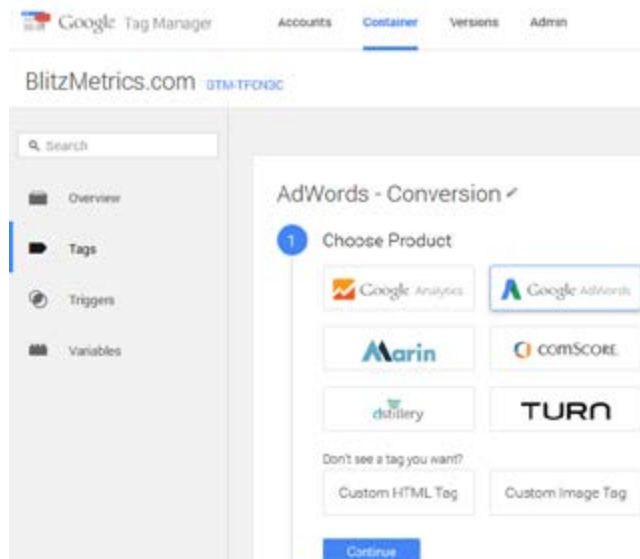 Google Tag Manager Accounts Container Versions Admin
BlitzMetrics.com GTM-TFCN3C
Search
Overview
Tags
Triggers
Variables
AdWords - Conversion
1 Choose Product
Google Analytics Google AdWords
Marin comSCORE
dstillery TURN
Don't see a tag you want?
Custom HTML Tag Custom Image Tag
Continue